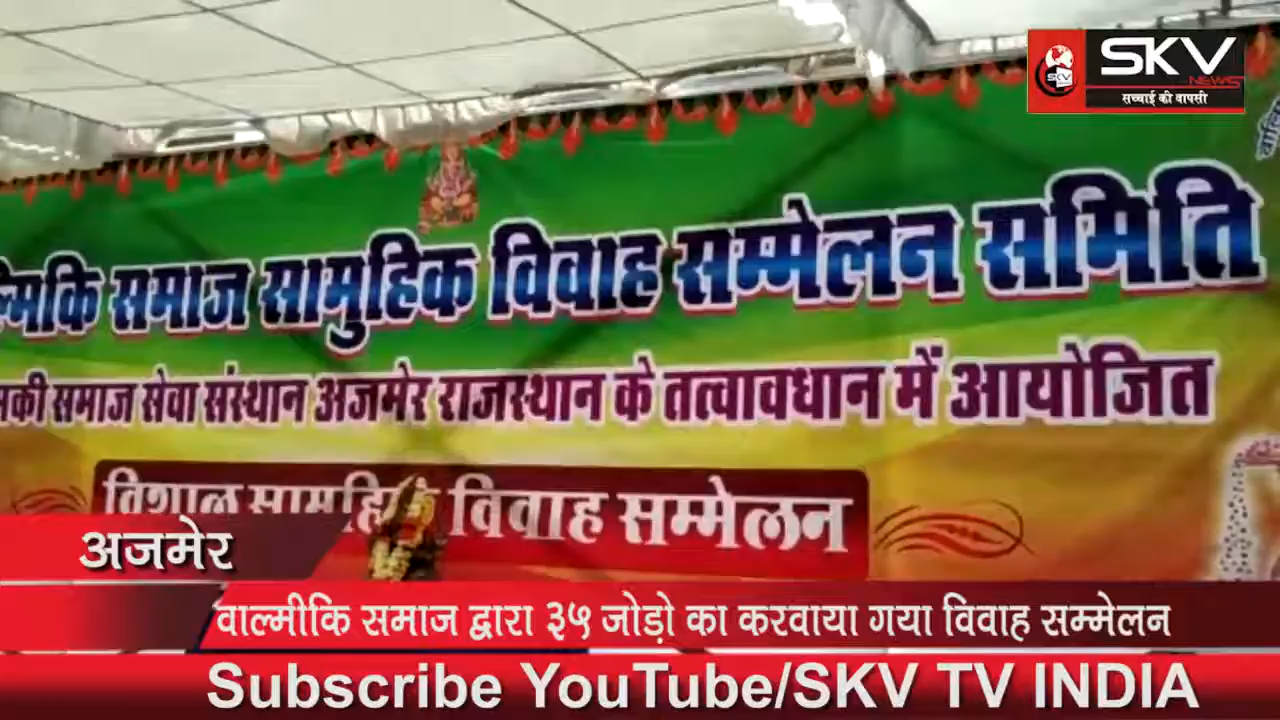 SKV
NEWS
सच्चाई की वापसी
समाज सामुहिक विवाह सम्मेलन समिति
समाज सेवा संस्थान अजमेर राजस्थान के तत्वावधान में आयोजित
विशाल सामुहिक विवाह सम्मेलन
अजमेर
वाल्मीकि समाज द्वारा ३५ जोड़ो का करवाया गया विवाह सम्मेलन
Subscribe YouTube/SKV TV INDIA